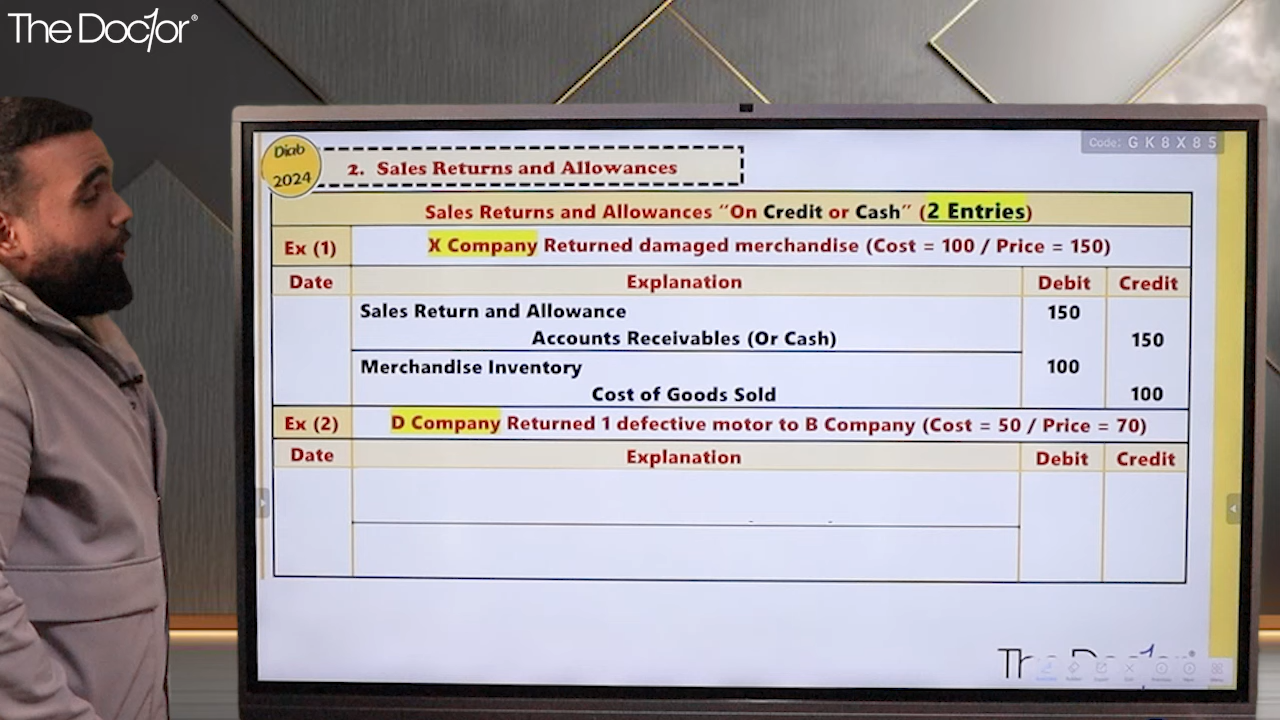 The Doctor®
Code: G K 8 X 8 5
Diab
2024
2. Sales Returns and Allowances
Sales Returns and Allowances "On Credit or Cash" (2 Entries)
Ex (1) X Company Returned damaged merchandise (Cost = 100 / Price = 150)
Date Explanation Debit Credit
Sales Return and Allowance 150
Accounts Receivables (Or Cash) 150
Merchandise Inventory 100
Cost of Goods Sold 100
Ex (2) D Company Returned 1 defective motor to B Company (Cost = 50 / Price = 70)
Date Explanation Debit Credit